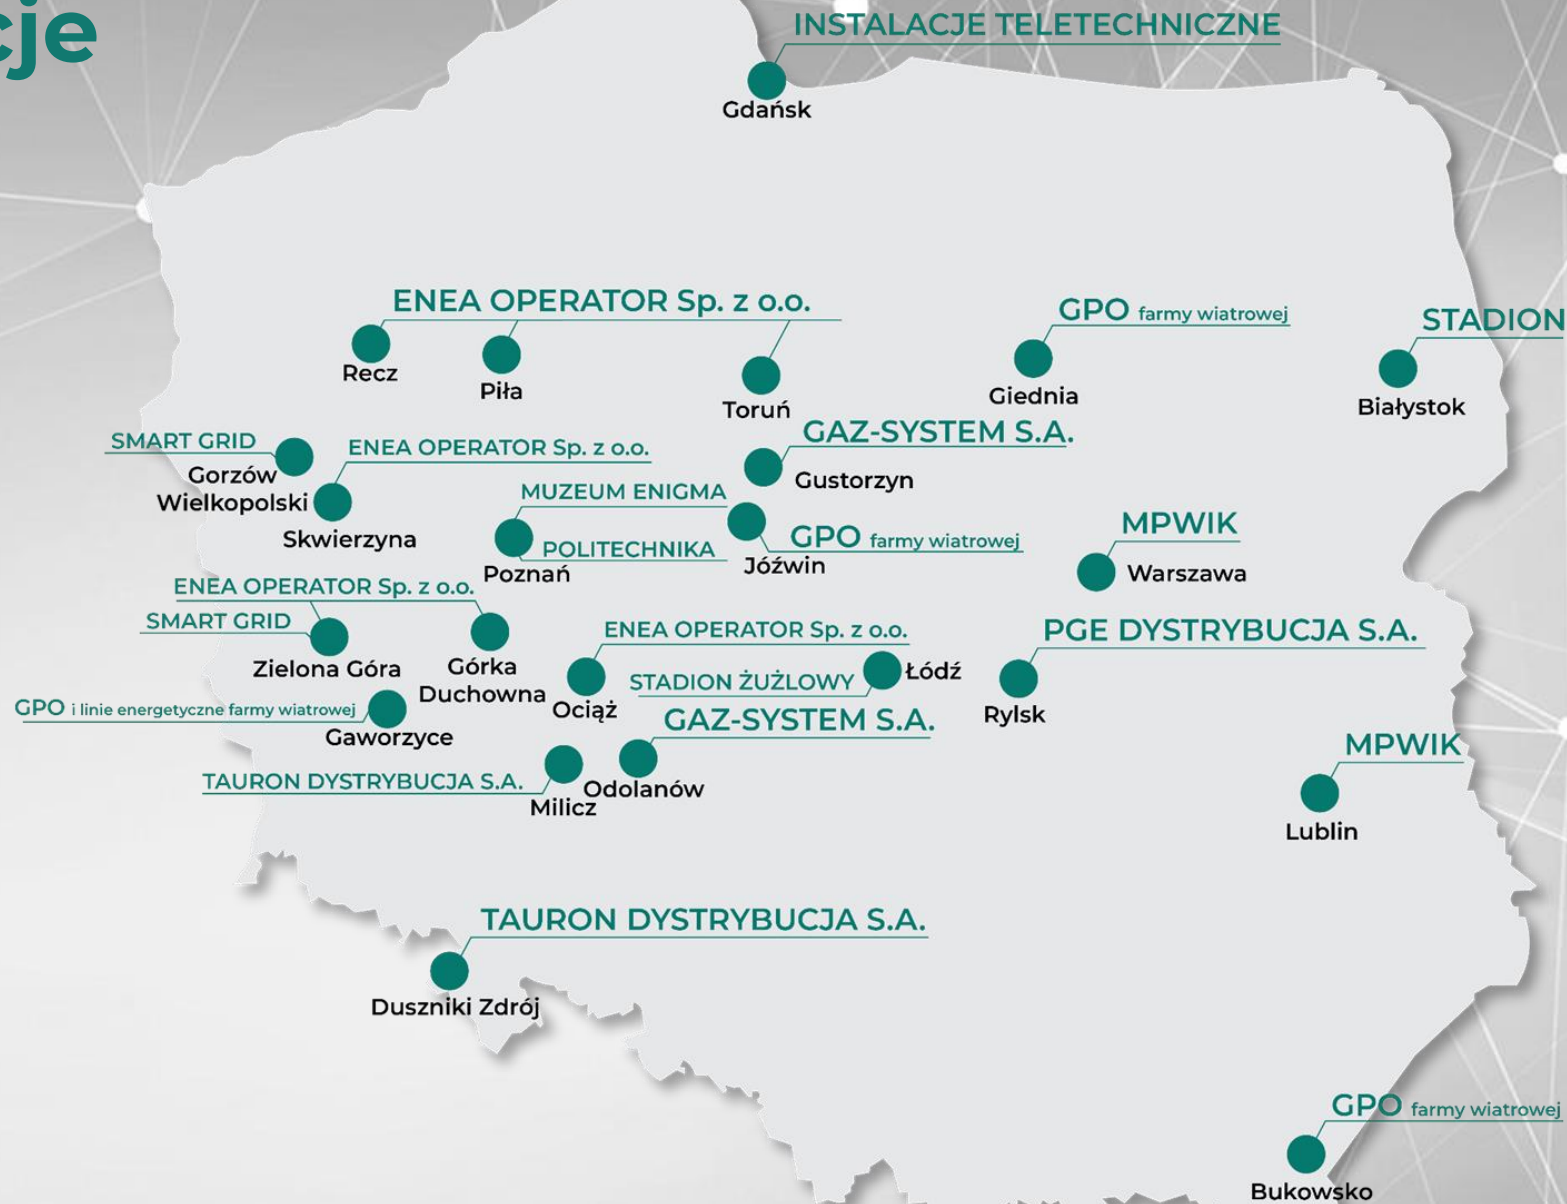 cje
INSTALACJE TELETECHNICZNE
Gdańsk
ENEA OPERATOR Sp. z o.o.
Recz
Piła
Toruń
GPO farmy wiatrowej
Giednia
STADION
Białystok
GAZ-SYSTEM S.A.
Gustorzyn
SMART GRID
Gorzów
Wielkopolski
ENEA OPERATOR Sp. z o.o.
Skwierzyna
MUZEUM ENIGMA
POLITECHNIKA
Poznań
GPO farmy wiatrowej
Jóźwin
MPWIK
Warszawa
ENEA OPERATOR Sp. z o.o.
SMART GRID
Zielona Góra
Górka
Duchowna
ENEA OPERATOR Sp. z o.o.
Ociąż
STADION ŻUŻLOWY
Łódź
PGE DYSTRYBUCJA S.A.
Rylsk
GPO i linie energetyczne farmy wiatrowej
Gaworzyce
GAZ-SYSTEM S.A.
Odolanów
TAURON DYSTRYBUCJA S.A.
Milicz
MPWIK
Lublin
TAURON DYSTRYBUCJA S.A.
Duszniki Zdrój
GPO farmy wiatrowej
Bukowsko